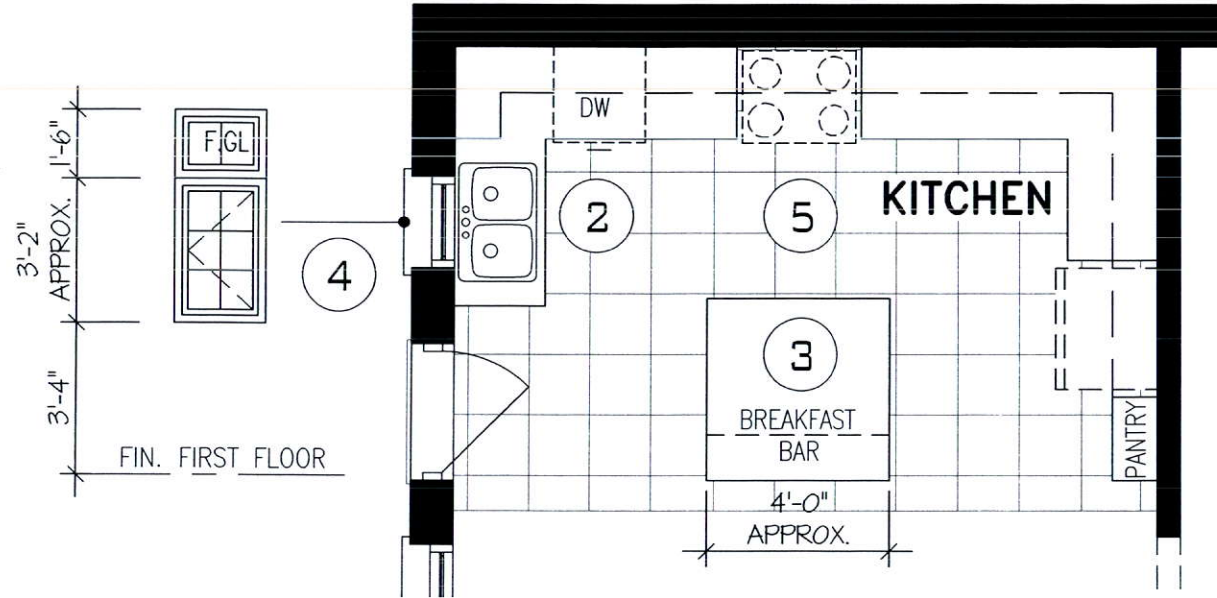 1'-6"
3'-2"
APPROX.
3'-4"
F.GL
4
FIN. FIRST FLOOR
DW
2
5
KITCHEN
3
BREAKFAST
BAR
PANTRY
4'-0"
APPROX.